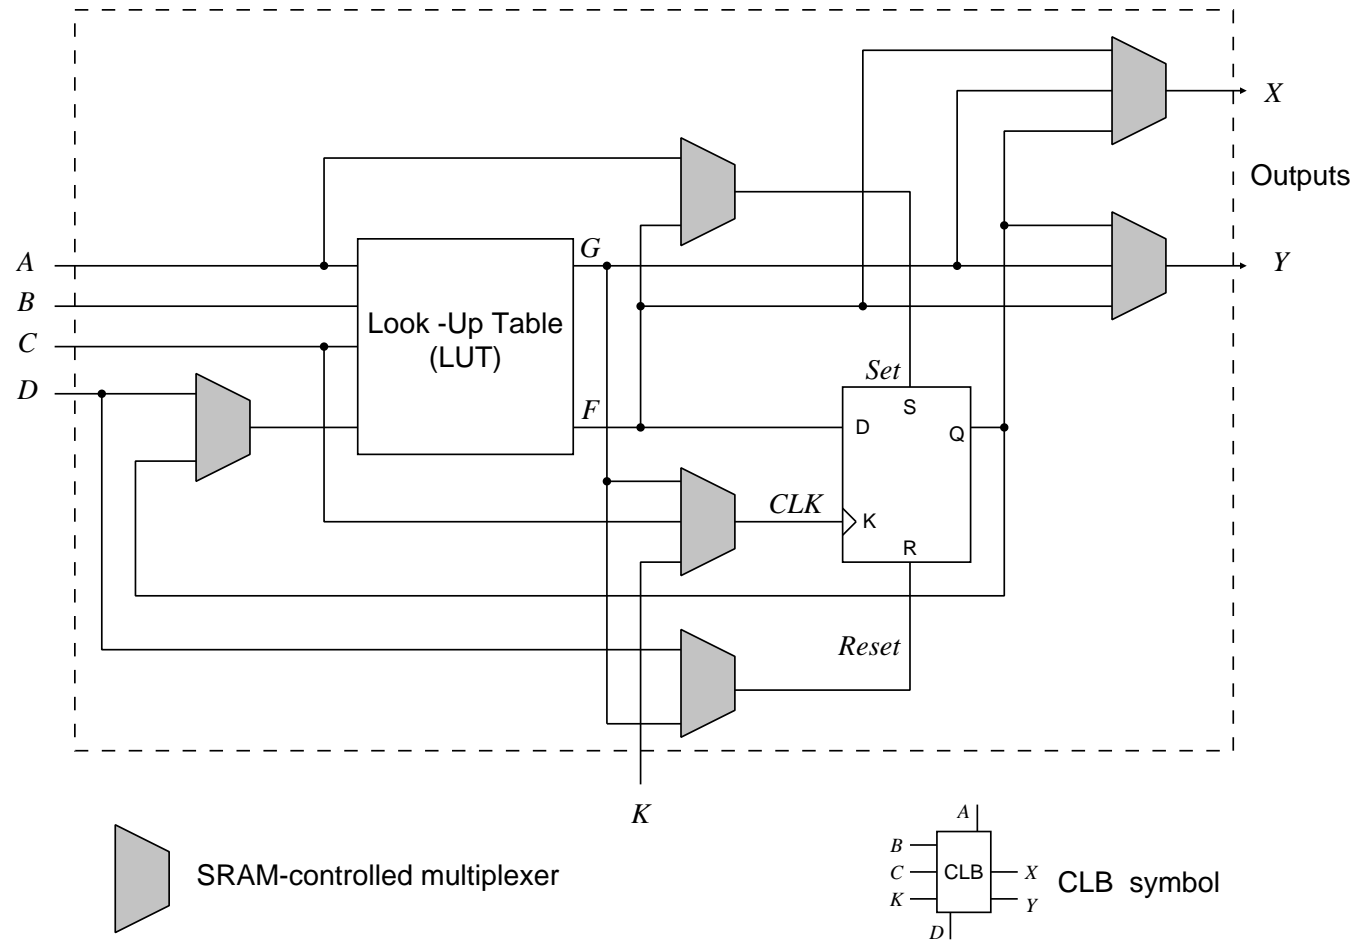 X
Outputs
A
G
Y
B
Look -Up Table
(LUT)
C
D
Set
S
F
D
Q
CLK
K
R
Reset
K
SRAM-controlled multiplexer
A
B
C
CLB
X
K
Y
D
CLB symbol